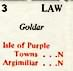 3 LAW
Goldar
Isle of Purple
Towns . . .N
Argimiliar . . .N